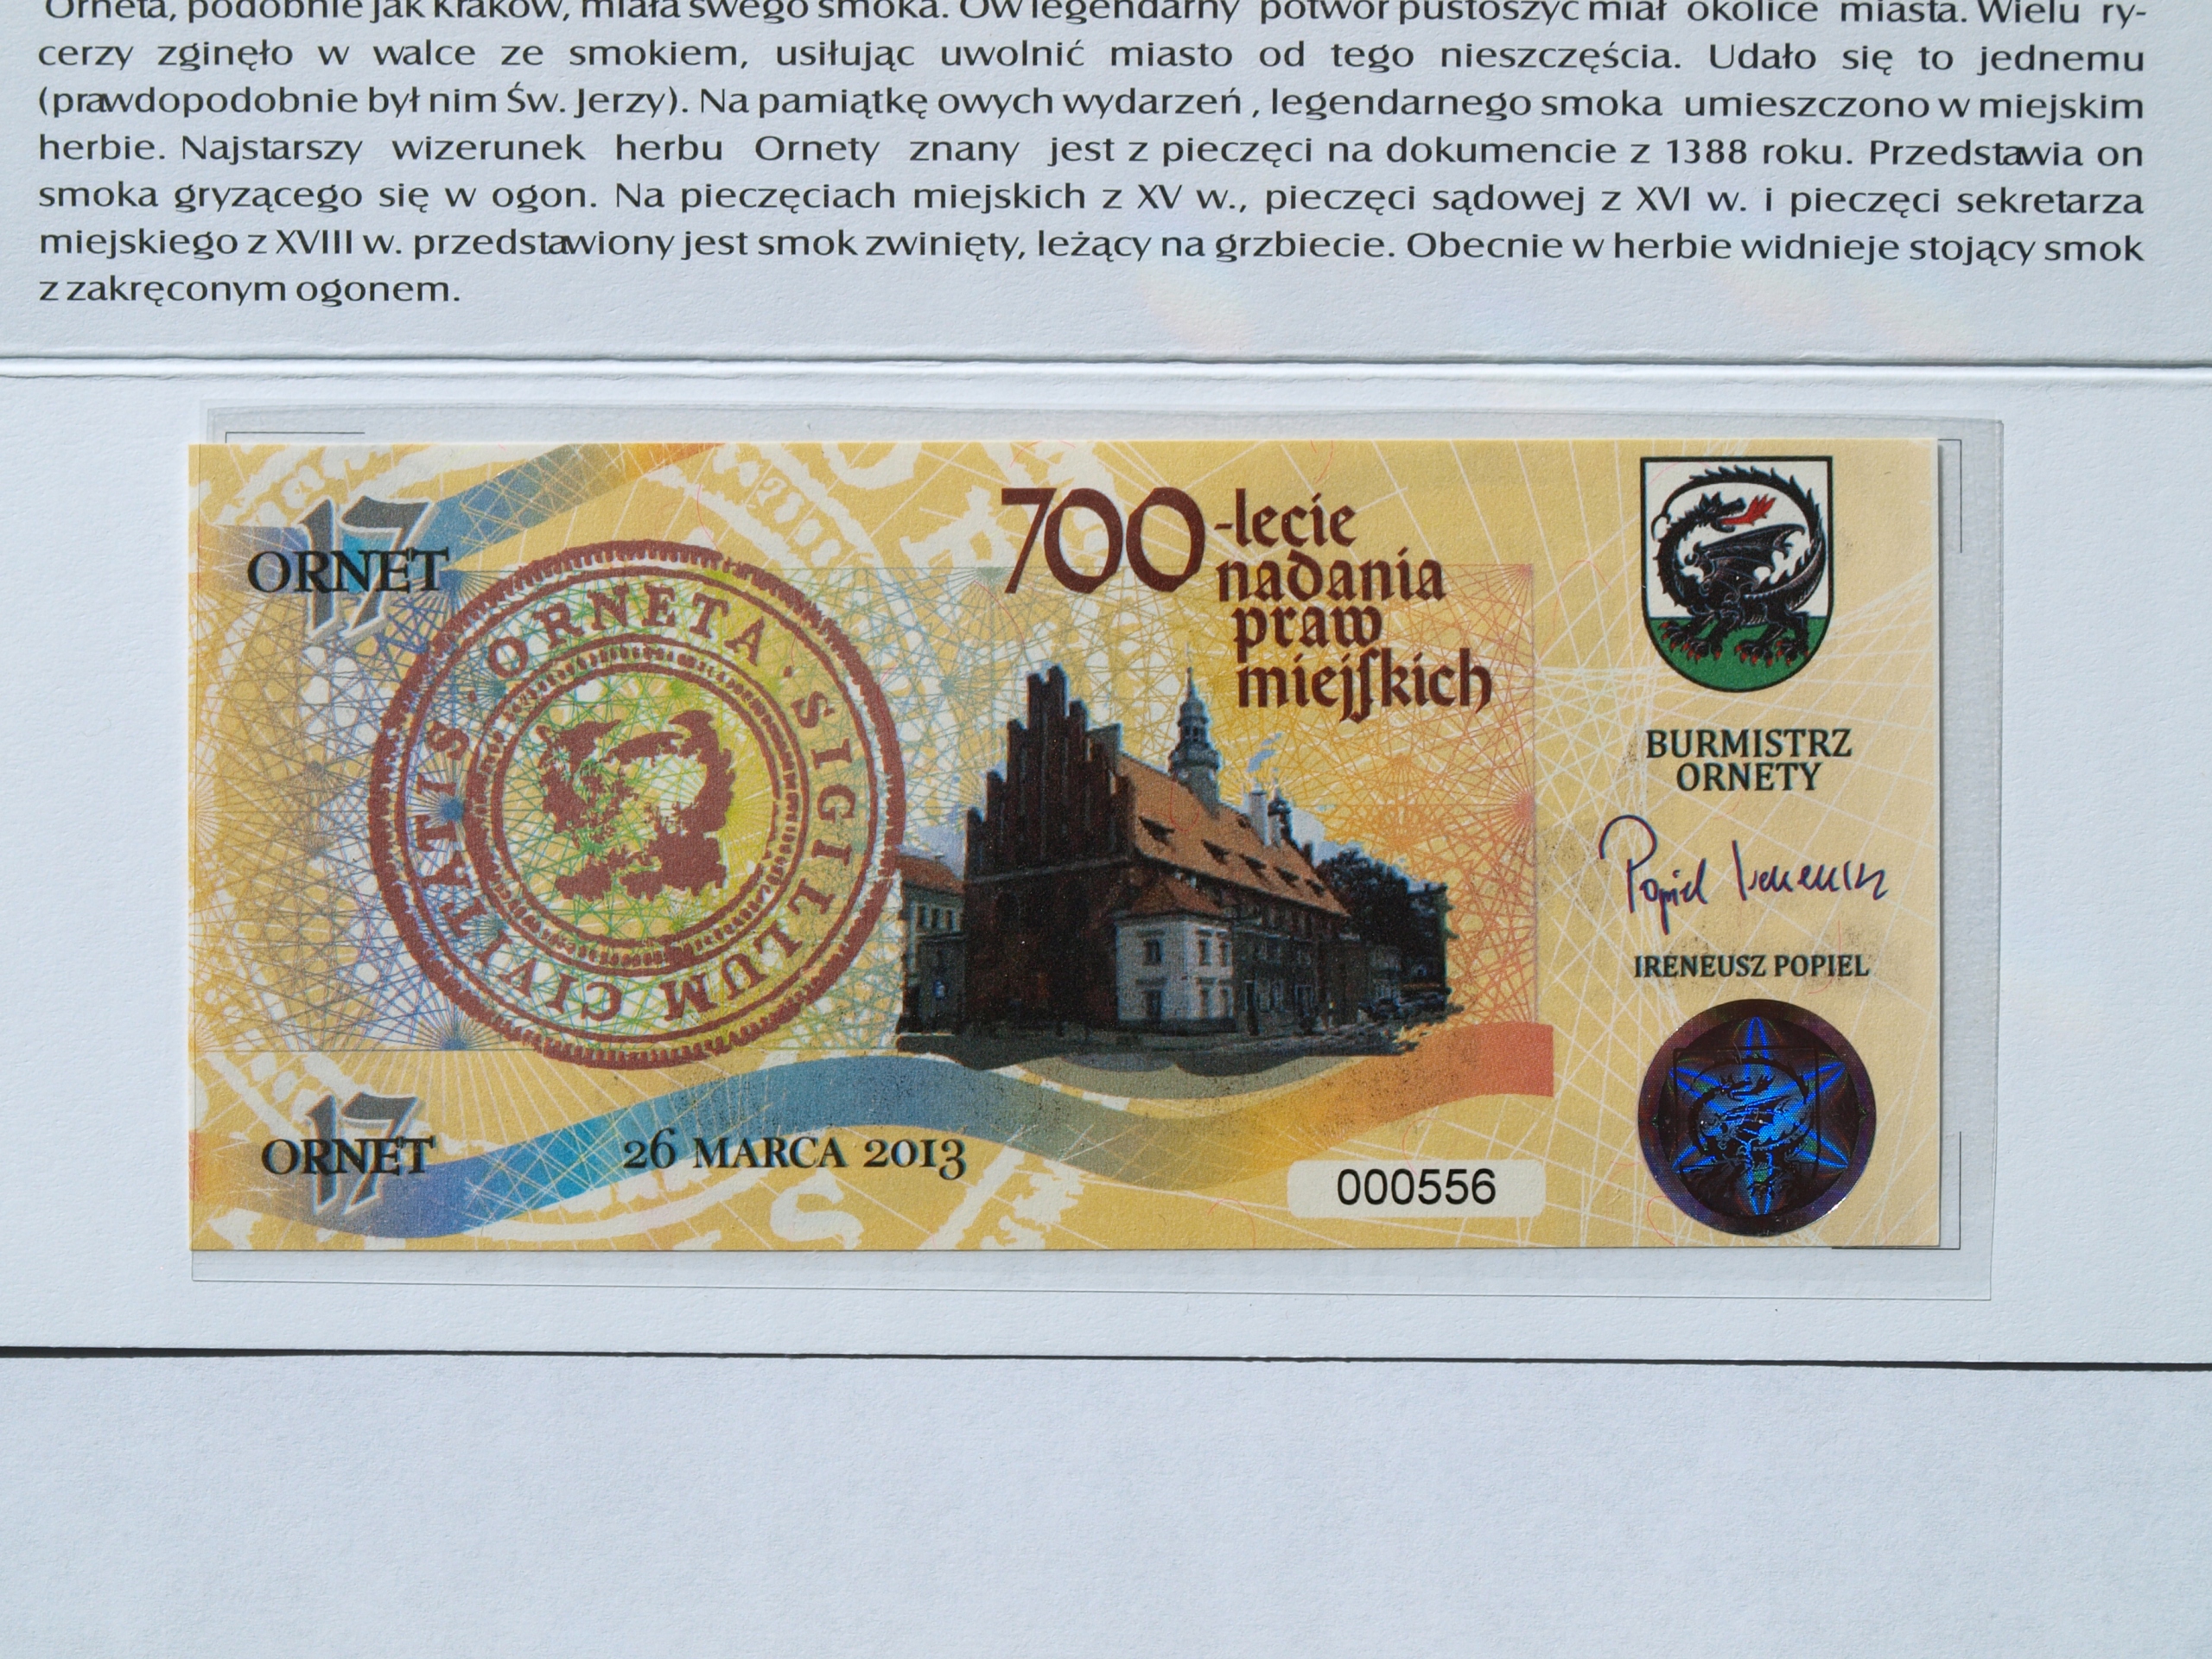 Orneta, podobnie jak Kraków, miała swego smoka. Ów legendarny potwór pustoszyć miał okolice miasta. Wielu ry-
cerzy zginęło w walce ze smokiem, usiłując uwolnić miasto od tego nieszczęścia. Udało się to jednemu
(prawdopodobnie był nim Św. Jerzy). Na pamiątkę owych wydarzeń , legendarnego smoka umieszczono w miejskim
herbie. Najstarszy wizerunek herbu Ornety znany jest z pieczęci na dokumencie z 1388 roku. Przedstawia on
smoka gryzącego się w ogon. Na pieczęciach miejskich z XV w., pieczęci sądowej z XVI w. i pieczęci sekretarza
miejskiego z XVIII w. przedstawiony jest smok zwinięty, leżący na grzbiecie. Obecnie w herbie widnieje stojący smok
z zakręconym ogonem.
17
ORNET
ORNETA · SIGILLUM CIVITATIS ·
700-lecie
nadania
praw
miejſkich
BURMISTRZ
ORNETY
Popiel Ireneusz
IRENEUSZ POPIEL
17
ORNET
26 MARCA 2013
000556